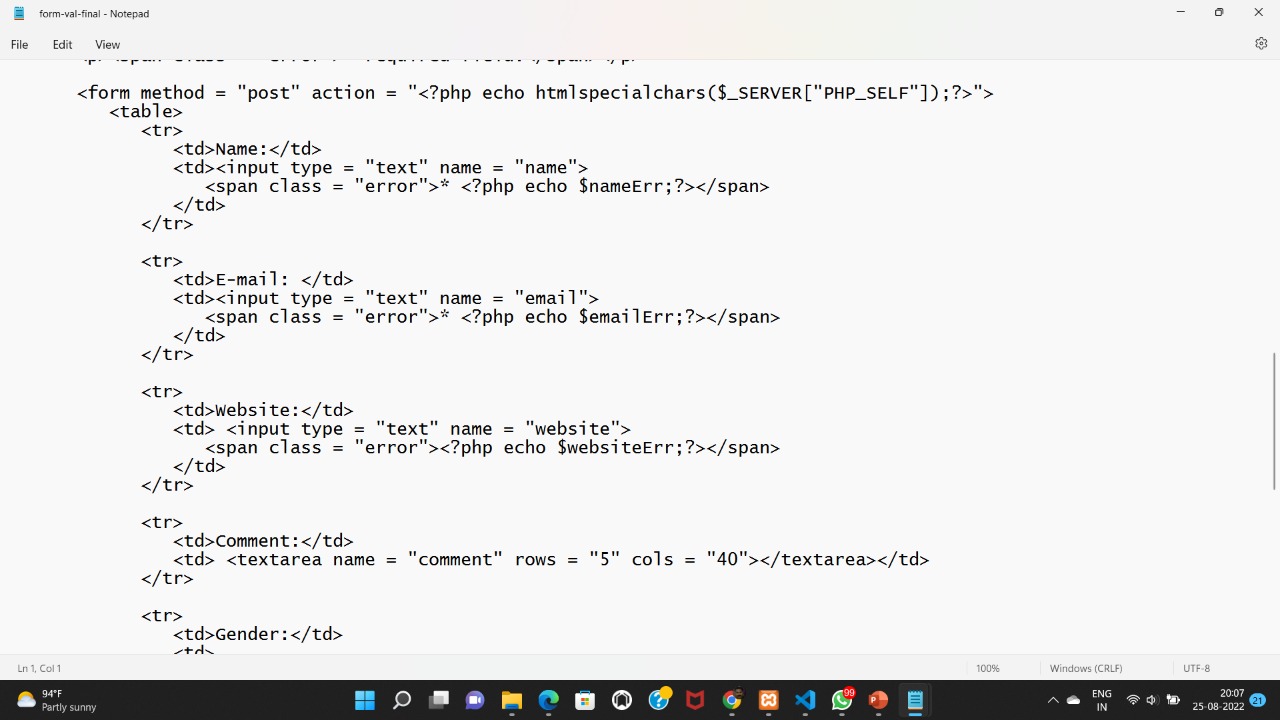 form-val-final - Notepad
File Edit View
<form method = "post" action = "<?php echo htmlspecialchars($_SERVER["PHP_SELF"]);?>">
<table>
<tr>
<td>Name:</td>
<td><input type = "text" name = "name">
<span class = "error">* <?php echo $nameErr;?></span>
</td>
</tr>
<tr>
<td>E-mail: </td>
<td><input type = "text" name = "email">
<span class = "error">* <?php echo $emailErr;?></span>
</td>
</tr>
<tr>
<td>Website:</td>
<td> <input type = "text" name = "website">
<span class = "error"><?php echo $websiteErr;?></span>
</td>
</tr>
<tr>
<td>Comment:</td>
<td> <textarea name = "comment" rows = "5" cols = "40"></textarea></td>
</tr>
<tr>
<td>Gender:</td>
<td>
Ln 1, Col 1 100% Windows (CRLF) UTF-8
94°F
Partly sunny
99
ENG
IN
20:07
25-08-2022
21